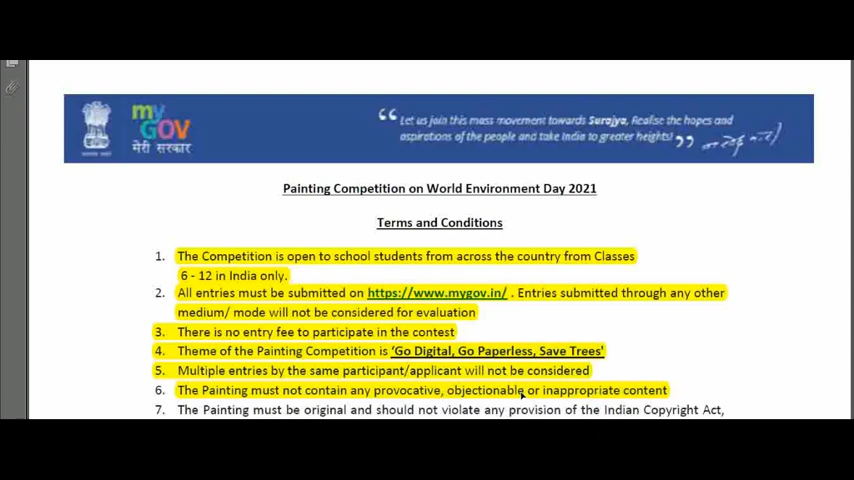 my
GOV
मेरी सरकार
“ Let us join this mass movement towards Surajya, Realise the hopes and
aspirations of the people and take India to greater heights! ”
Painting Competition on World Environment Day 2021
Terms and Conditions
1. The Competition is open to school students from across the country from Classes
6 - 12 in India only.
2. All entries must be submitted on https://www.mygov.in/ . Entries submitted through any other
medium/ mode will not be considered for evaluation
3. There is no entry fee to participate in the contest
4. Theme of the Painting Competition is ‘Go Digital, Go Paperless, Save Trees’
5. Multiple entries by the same participant/applicant will not be considered
6. The Painting must not contain any provocative, objectionable or inappropriate content
7. The Painting must be original and should not violate any provision of the Indian Copyright Act,